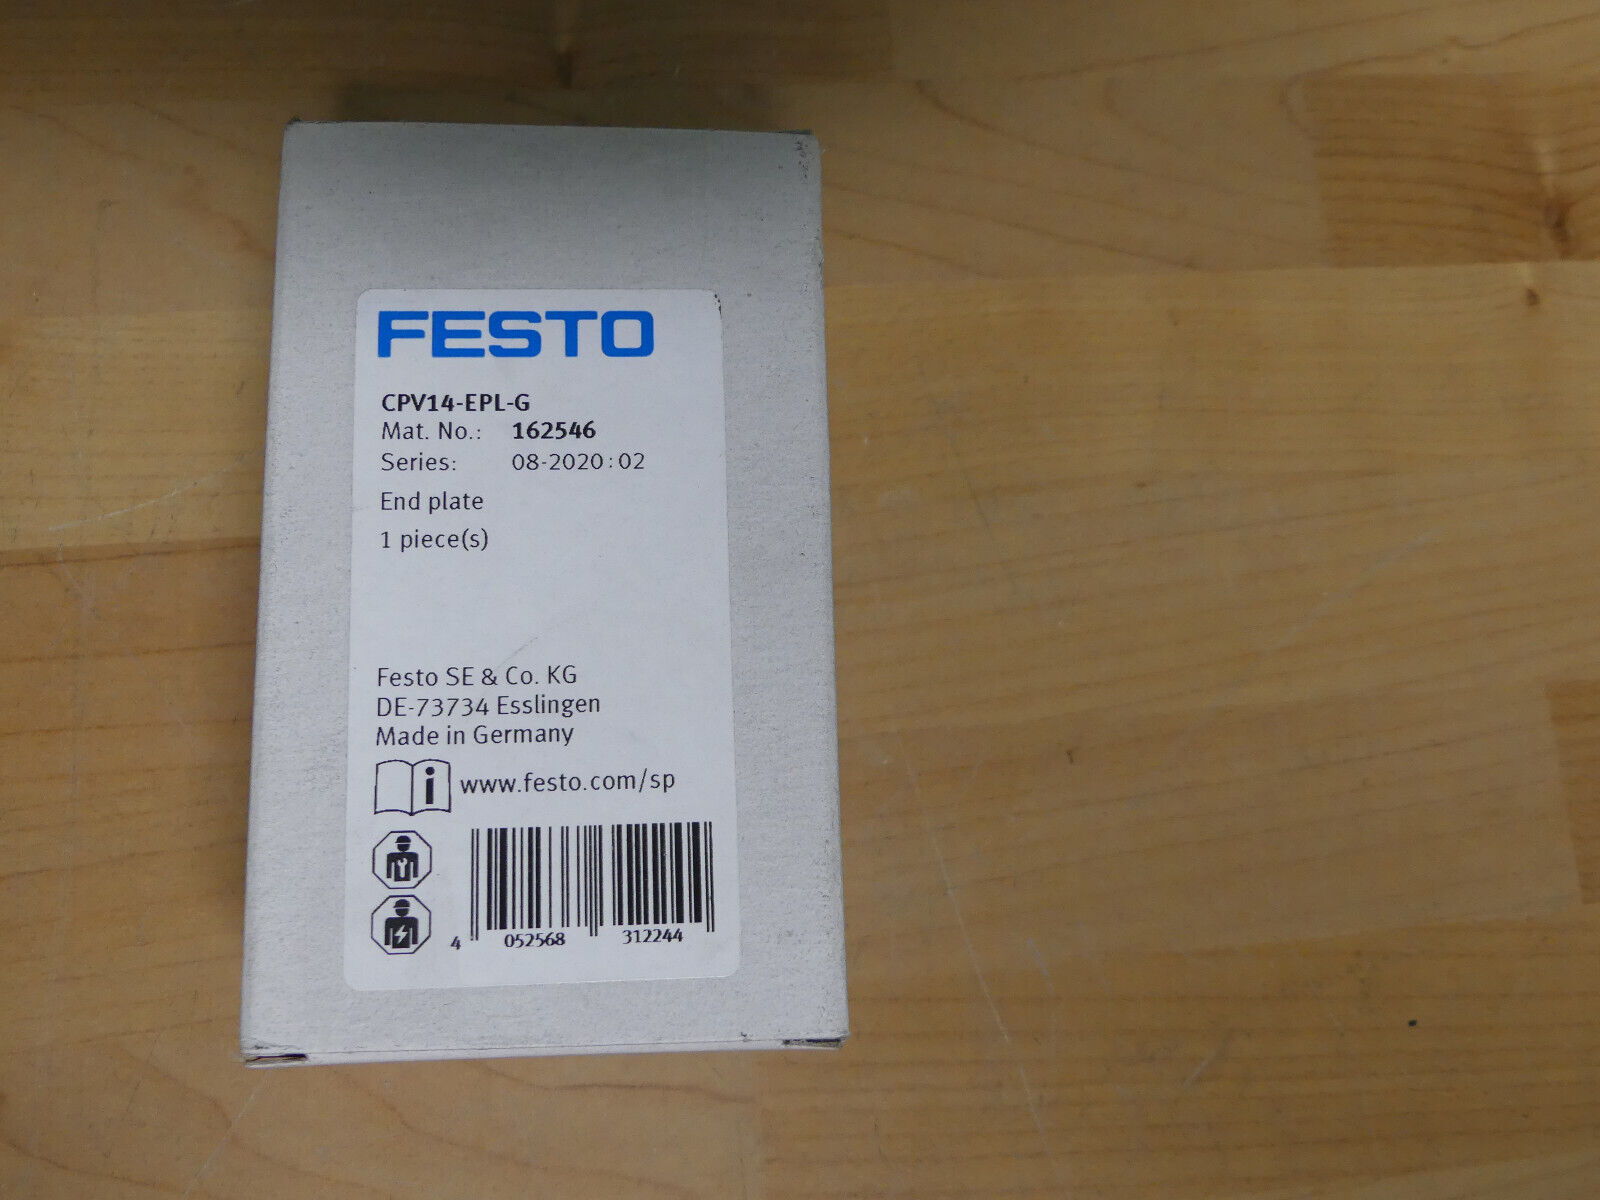 FESTO
CPV14-EPL-G
Mat. No.: 162546
Series: 08-2020:02
End plate
1 piece(s)
Festo SE & Co. KG
DE-73734 Esslingen
Made in Germany
i www.festo.com/sp
4 052568 312244